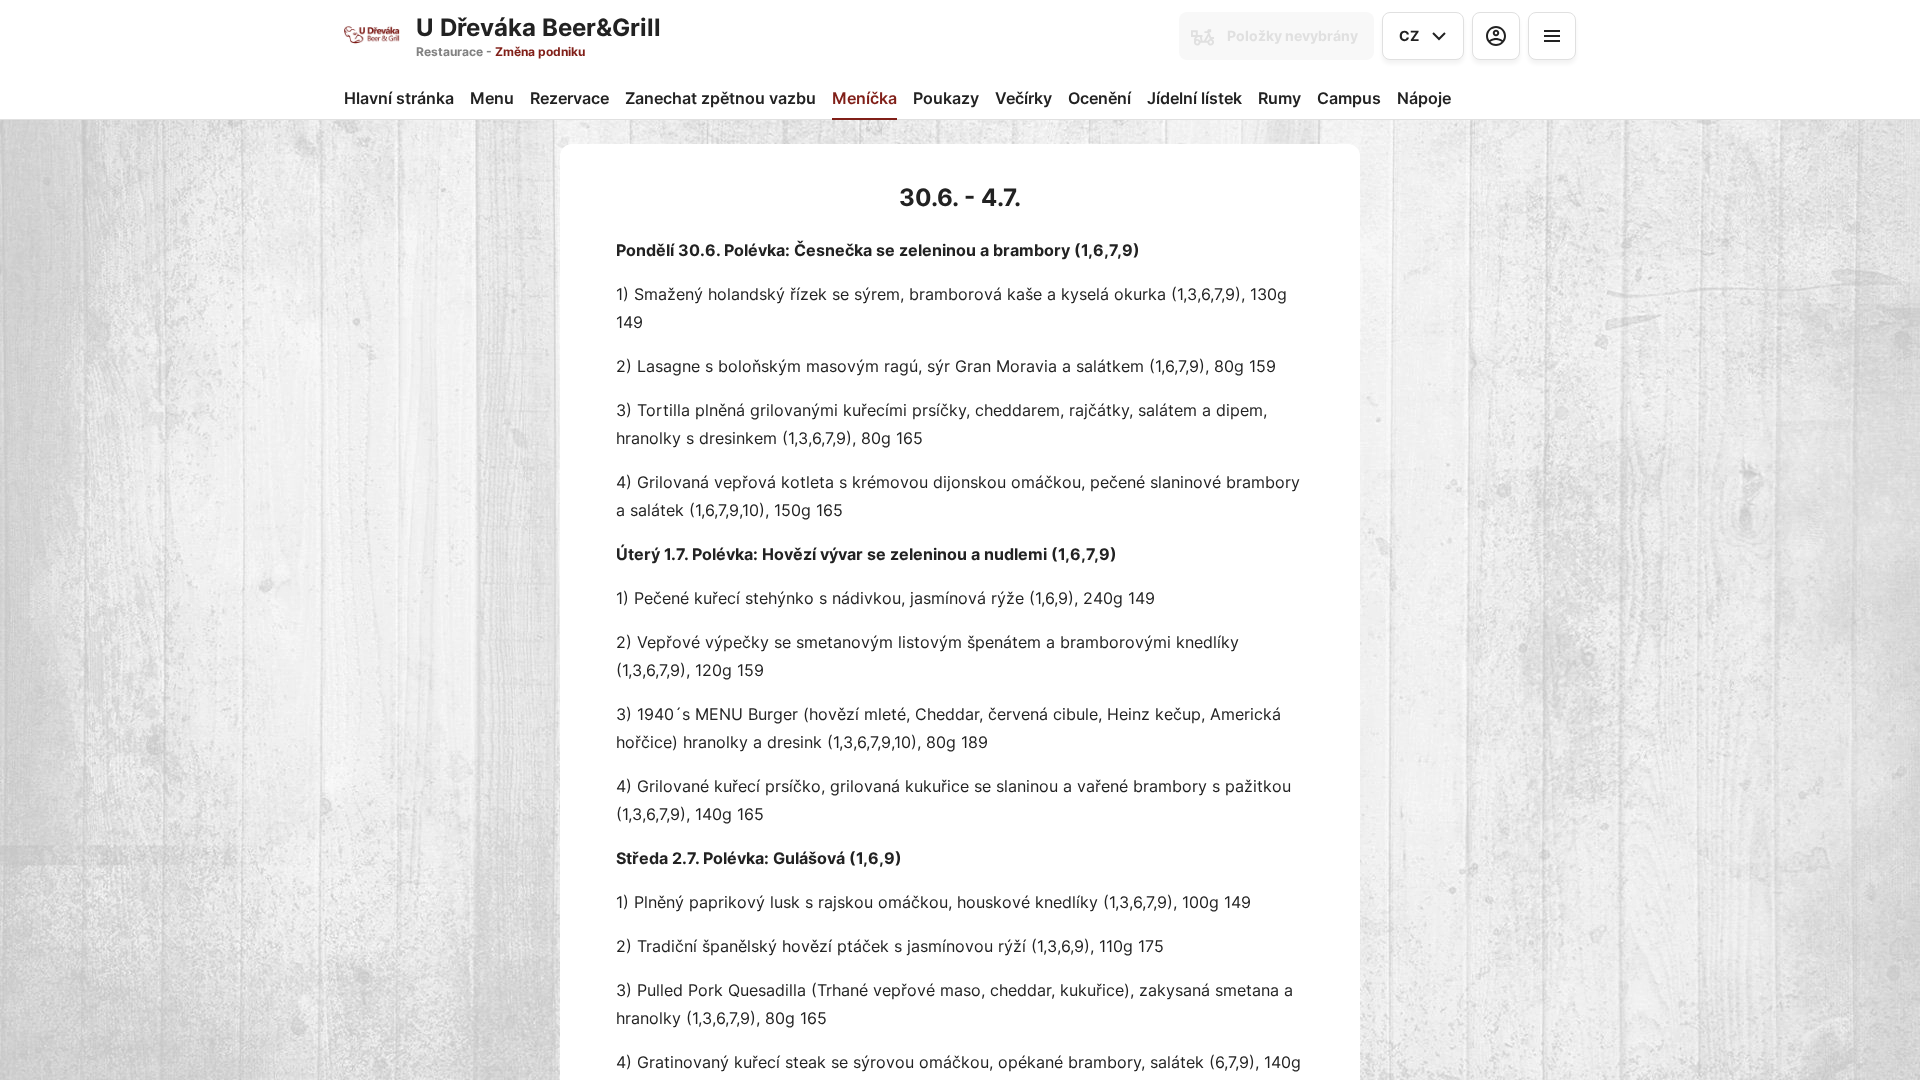 U Dřeváka
Beer & Grill
U Dřeváka Beer&Grill
Restaurace - Změna podniku
Položky nevybrány
CZ
Hlavní stránka Menu Rezervace Zanechat zpětnou vazbu Meníčka Poukazy Večírky Ocenění Jídelní lístek Rumy Campus Nápoje
30.6. - 4.7.
Pondělí 30.6. Polévka: Česnečka se zeleninou a brambory (1,6,7,9)
1) Smažený holandský řízek se sýrem, bramborová kaše a kyselá okurka (1,3,6,7,9), 130g
149
2) Lasagne s boloňským masovým ragú, sýr Gran Moravia a salátkem (1,6,7,9), 80g 159
3) Tortilla plněná grilovanými kuřecími prsíčky, cheddarem, rajčátky, salátem a dipem,
hranolky s dresinkem (1,3,6,7,9), 80g 165
4) Grilovaná vepřová kotleta s krémovou dijonskou omáčkou, pečené slaninové brambory
a salátek (1,6,7,9,10), 150g 165
Úterý 1.7. Polévka: Hovězí vývar se zeleninou a nudlemi (1,6,7,9)
1) Pečené kuřecí stehýnko s nádivkou, jasmínová rýže (1,6,9), 240g 149
2) Vepřové výpečky se smetanovým listovým špenátem a bramborovými knedlíky
(1,3,6,7,9), 120g 159
3) 1940´s MENU Burger (hovězí mleté, Cheddar, červená cibule, Heinz kečup, Americká
hořčice) hranolky a dresink (1,3,6,7,9,10), 80g 189
4) Grilované kuřecí prsíčko, grilovaná kukuřice se slaninou a vařené brambory s pažitkou
(1,3,6,7,9), 140g 165
Středa 2.7. Polévka: Gulášová (1,6,9)
1) Plněný paprikový lusk s rajskou omáčkou, houskové knedlíky (1,3,6,7,9), 100g 149
2) Tradiční španělský hovězí ptáček s jasmínovou rýží (1,3,6,9), 110g 175
3) Pulled Pork Quesadilla (Trhané vepřové maso, cheddar, kukuřice), zakysaná smetana a
hranolky (1,3,6,7,9), 80g 165
4) Gratinovaný kuřecí steak se sýrovou omáčkou, opékané brambory, salátek (6,7,9), 140g